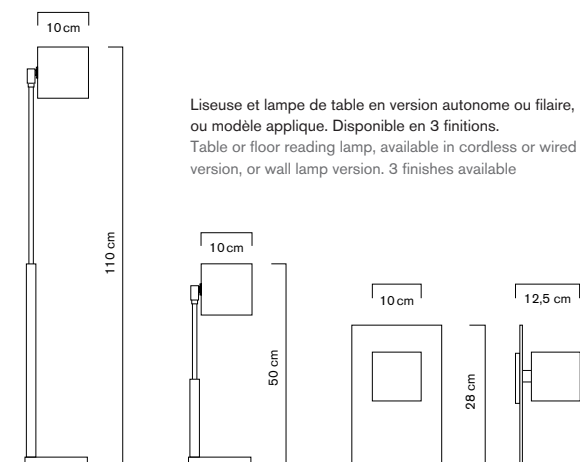 10 cm
Liseuse et lampe de table en version autonome ou filaire,
ou modèle applique. Disponible en 3 finitions.
Table or floor reading lamp, available in cordless or wired
version, or wall lamp version. 3 finishes available
110 cm
10 cm
50 cm
10 cm
28 cm
12,5 cm